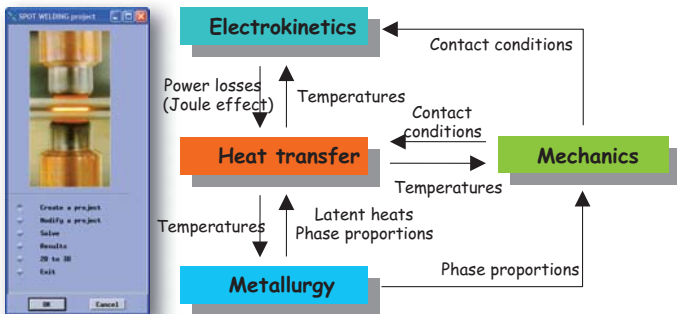 SPOT WELDING project
Create a project
Modify a project
Solve
Results
2D to 3D
Exit
OK
Cancel
Electrokinetics
Contact conditions
Power losses
(Joule effect)
Temperatures
Contact
conditions
Heat transfer
Mechanics
Temperatures
Temperatures
Latent heats
Phase proportions
Metallurgy
Phase proportions